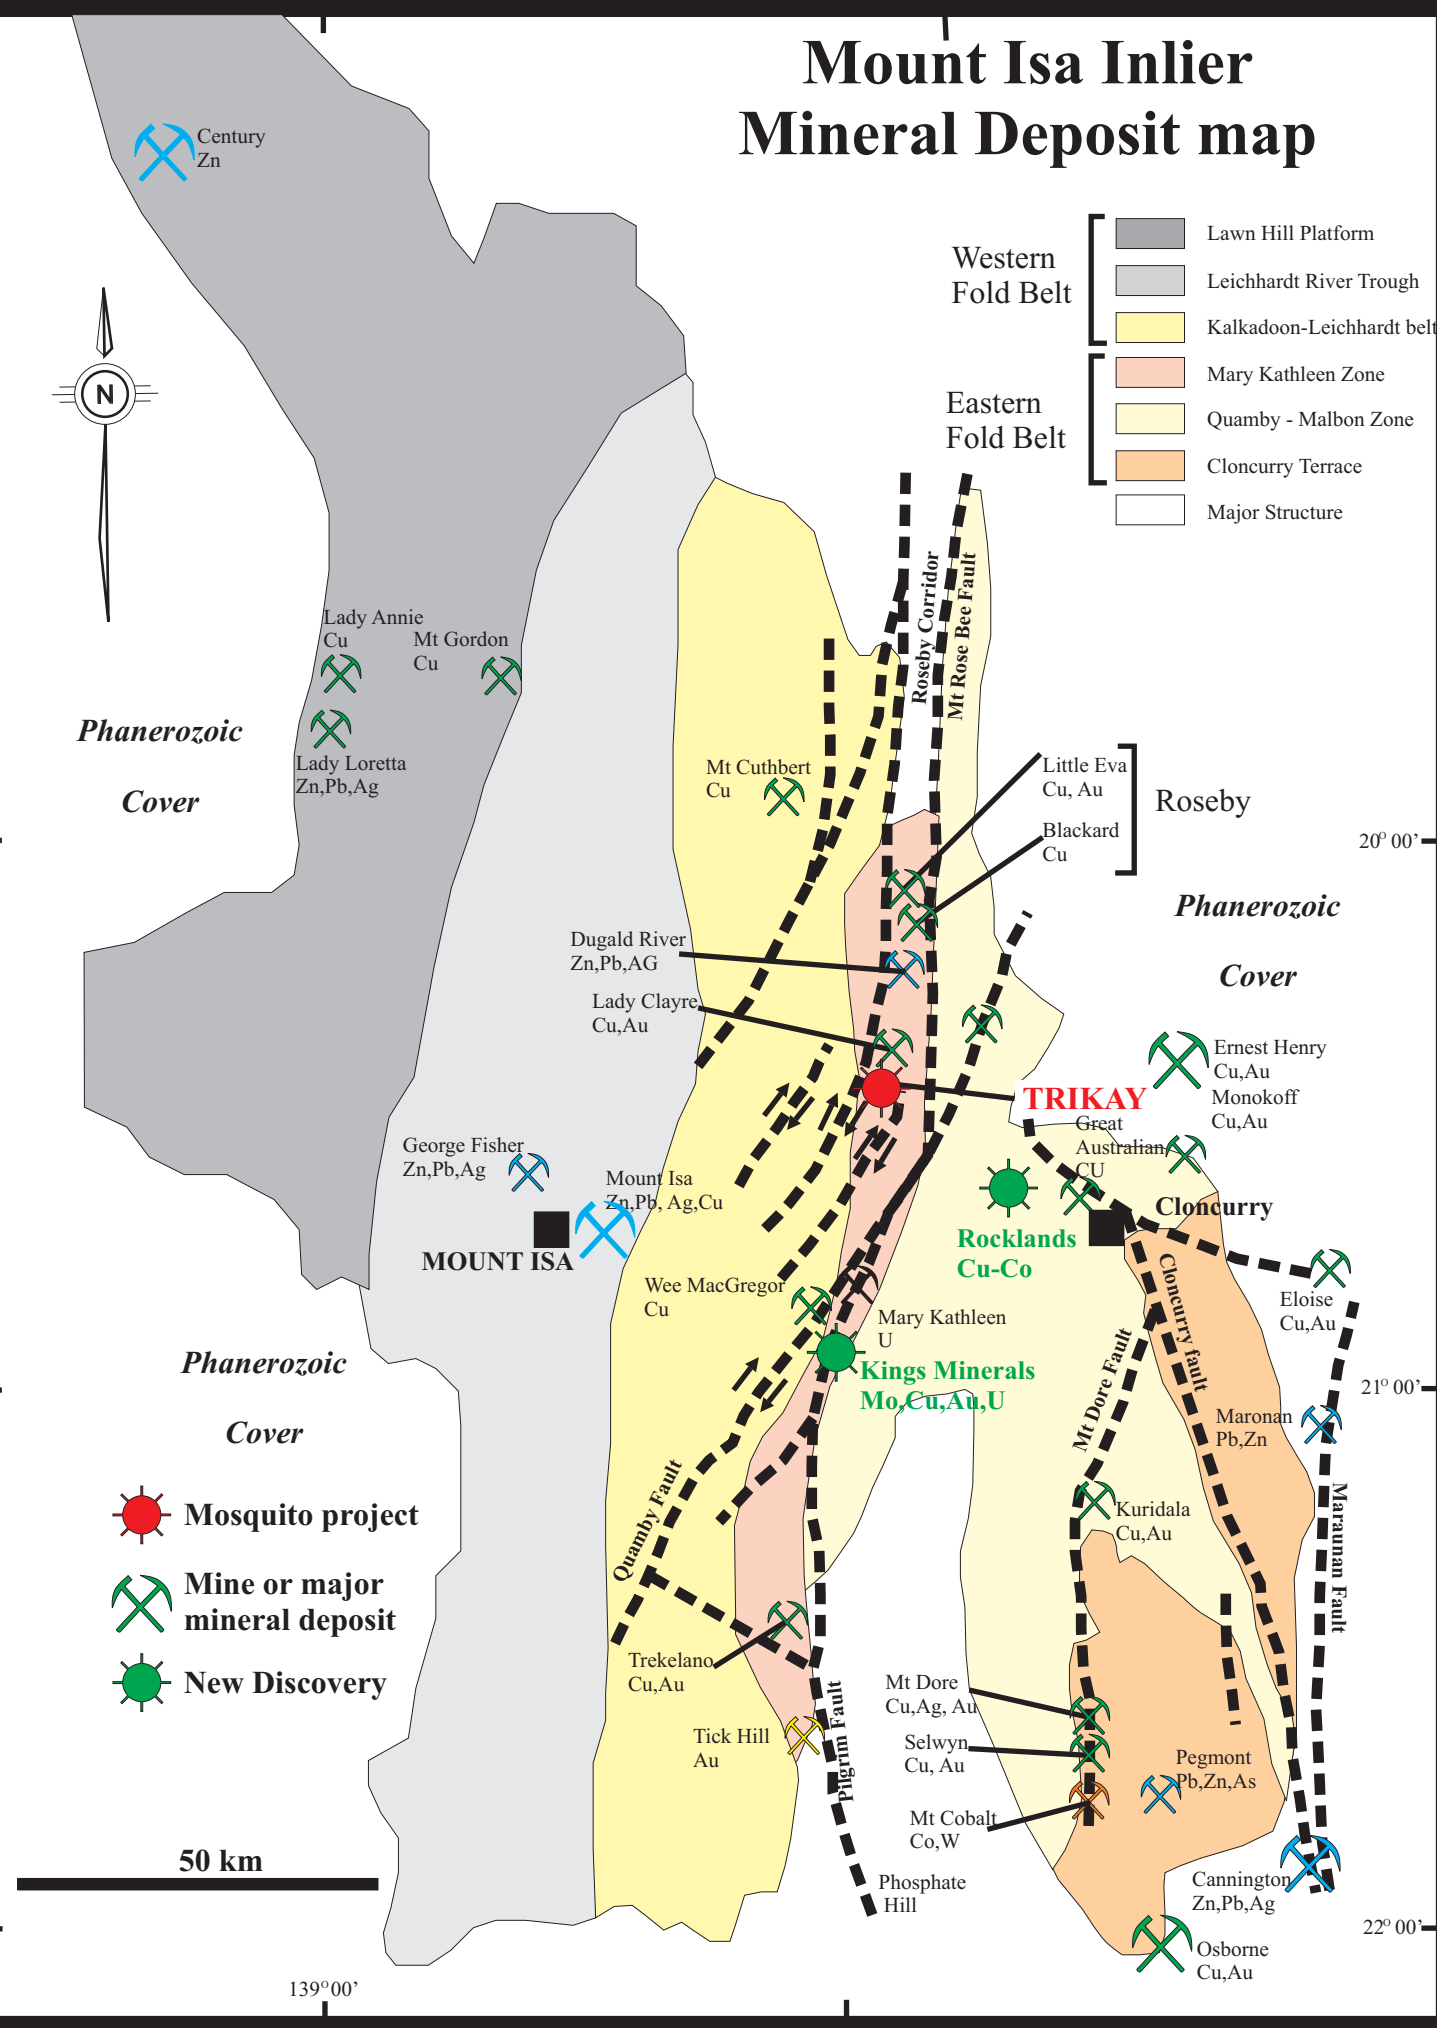 Mount Isa Inlier
Mineral Deposit map
Century
Zn
Western
Fold Belt
Lawn Hill Platform
Leichhardt River Trough
Kalkadoon-Leichhardt belt
Eastern
Fold Belt
Mary Kathleen Zone
Quamby - Malbon Zone
Cloncurry Terrace
Major Structure
N
Roseby Corridor
Mt Rose Bee Fault
Lady Annie
Cu
Mt Gordon
Cu
Phanerozoic
Cover
Lady Loretta
Zn,Pb,Ag
Mt Cuthbert
Cu
Little Eva
Cu, Au
Blackard
Cu
Roseby
20° 00'
Phanerozoic
Cover
Dugald River
Zn,Pb,AG
Lady Clayre
Cu,Au
Ernest Henry
Cu,Au
Monokoff
Cu,Au
TRIKAY
Great
Australian
CU
George Fisher
Zn,Pb,Ag
Mount Isa
Zn,Pb, Ag,Cu
MOUNT ISA
Cloncurry
Rocklands
Cu-Co
Wee MacGregor
Cu
Mary Kathleen
U
Kings Minerals
Mo,Cu,Au,U
Eloise
Cu,Au
Cloncurry fault
Mt Dore Fault
21° 00'
Phanerozoic
Cover
Maronan
Pb,Zn
Kuridala
Cu,Au
Maraunan Fault
Quamby Fault
Mosquito project
Mine or major
mineral deposit
New Discovery
Trekelano
Cu,Au
Tick Hill
Au
Pilgrim Fault
Mt Dore
Cu,Ag, Au
Selwyn
Cu, Au
Mt Cobalt
Co,W
Pegmont
Pb,Zn,As
50 km
Phosphate
Hill
Cannington
Zn,Pb,Ag
22° 00'
Osborne
Cu,Au
139°00'